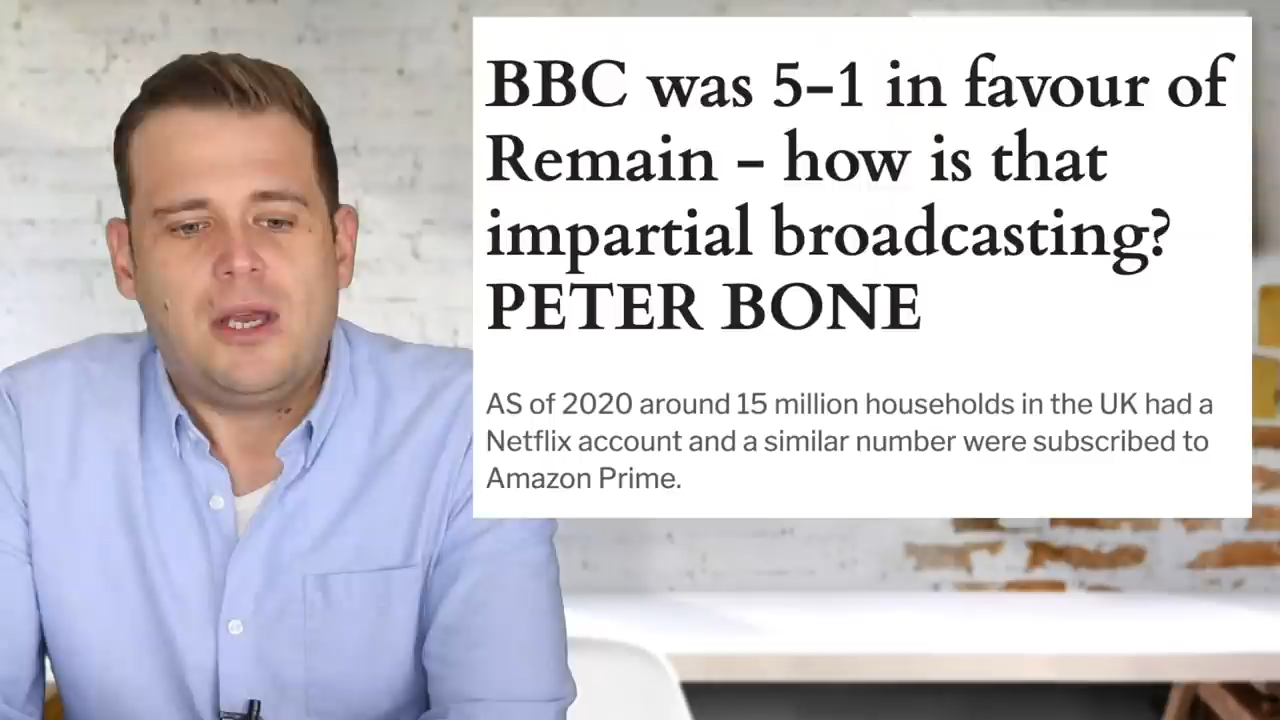 BBC was 5-1 in favour of
Remain - how is that
impartial broadcasting?
PETER BONE
AS of 2020 around 15 million households in the UK had a
Netflix account and a similar number were subscribed to
Amazon Prime.